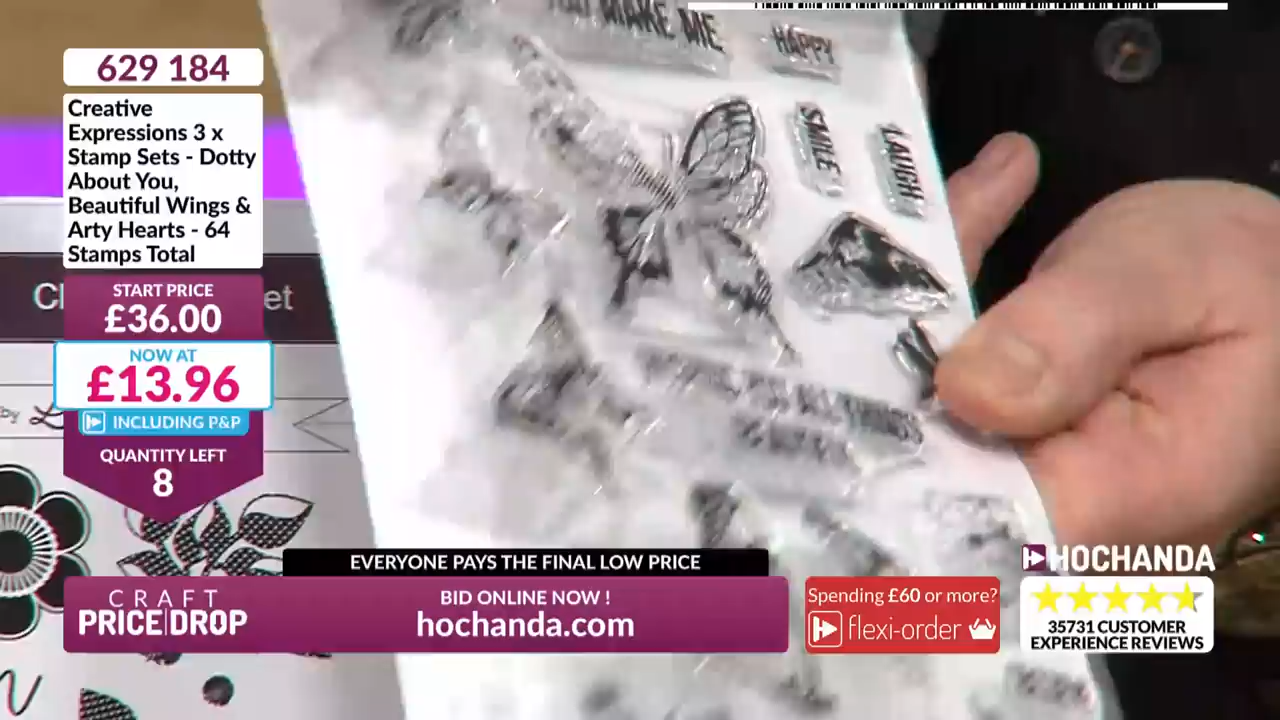 629 184
Creative
Expressions 3 x
Stamp Sets - Dotty
About You,
Beautiful Wings &
Arty Hearts - 64
Stamps Total
START PRICE
£36.00
NOW AT
£13.96
INCLUDING P&P
QUANTITY LEFT
8
MAKE ME
HAPPY
SMILE
LAUGH
by
EVERYONE PAYS THE FINAL LOW PRICE
CRAFT
PRICE DROP
BID ONLINE NOW !
hochanda.com
Spending £60 or more?
flexi-order
HOCHANDA
35731 CUSTOMER
EXPERIENCE REVIEWS